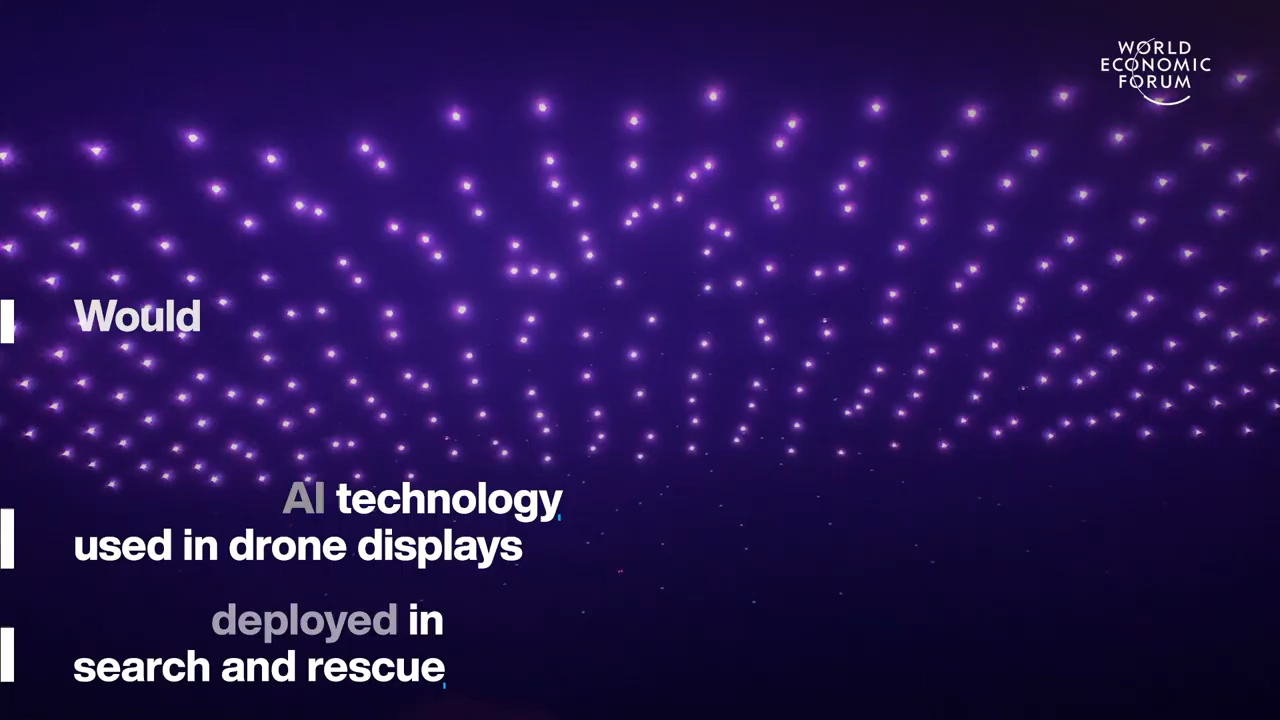 WORLD
ECONOMIC
FORUM
Would
AI technology
used in drone displays
deployed in
search and rescue